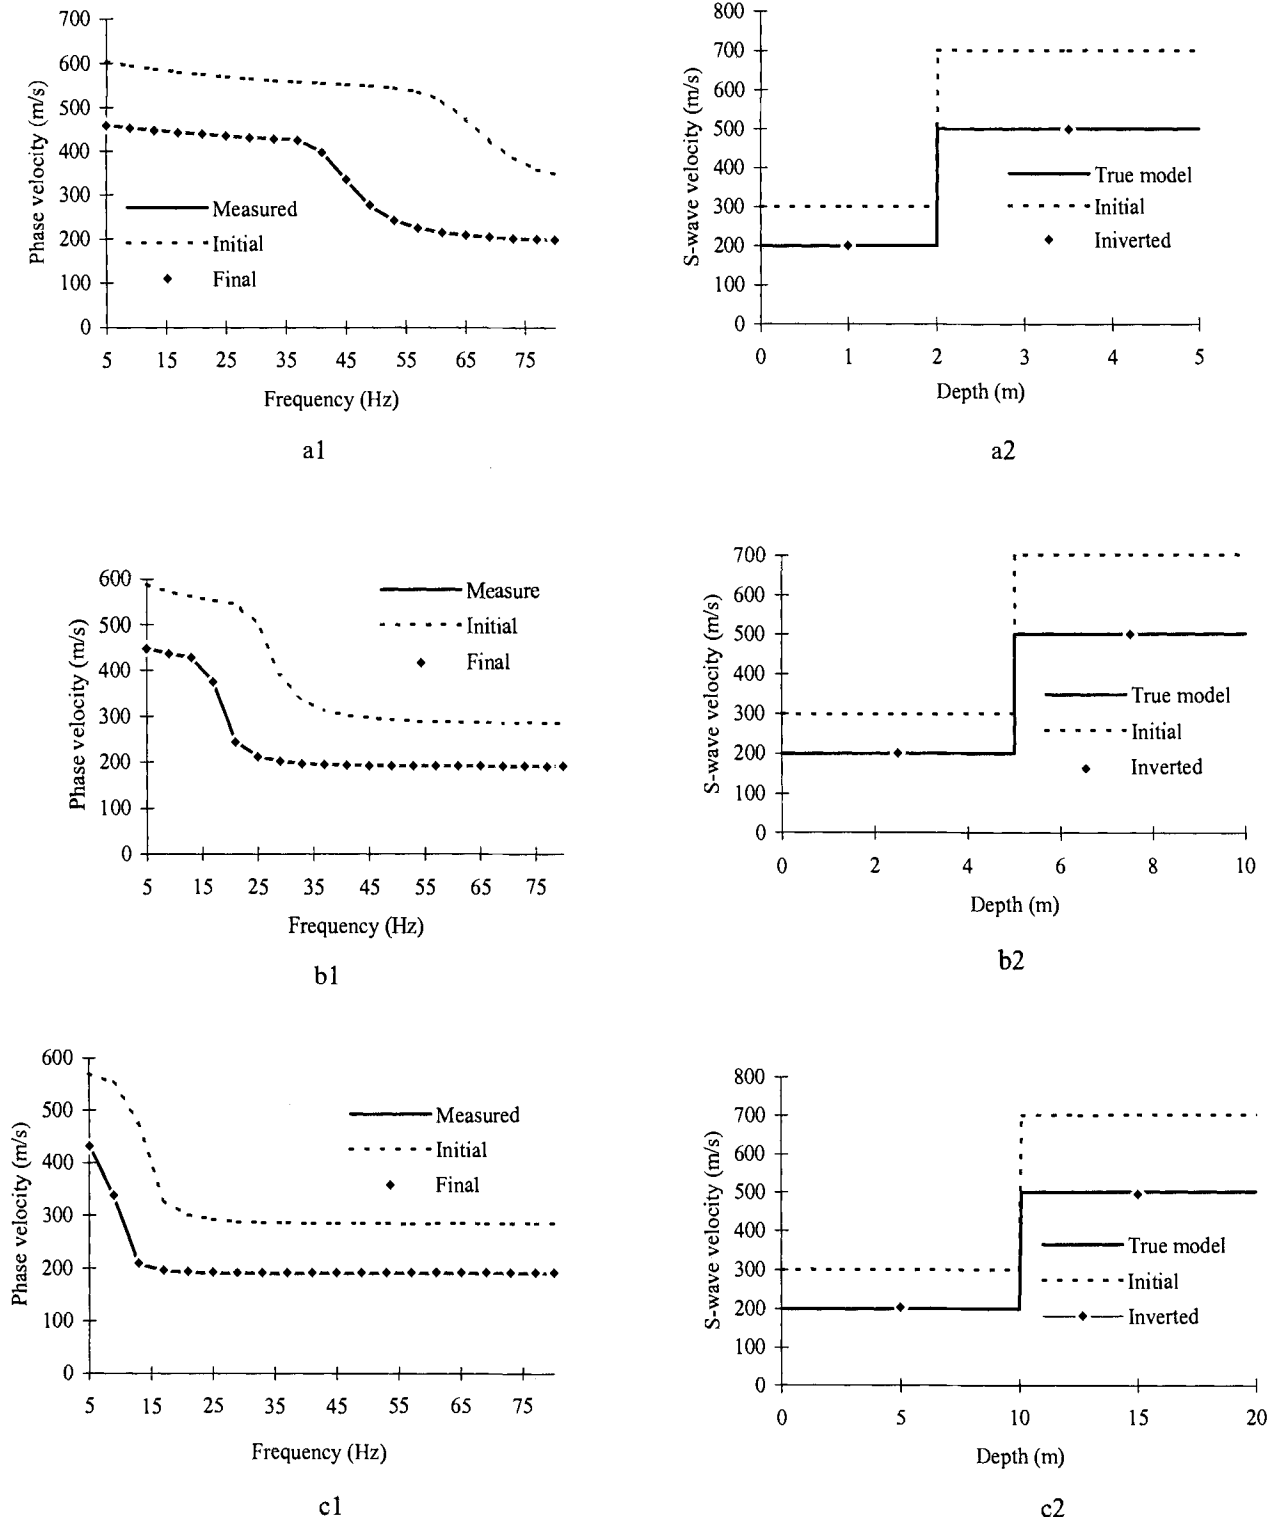 700
600
500
400
300
200
100
0
Phase velocity (m/s)
Measured
Initial
Final
5 15 25 35 45 55 65 75
Frequency (Hz)
a1
800
700
600
500
400
300
200
100
0
S-wave velocity (m/s)
True model
Initial
Iniverted
0 1 2 3 4 5
Depth (m)
a2
600
500
400
300
200
100
0
Phase velocity (m/s)
Measure
Initial
Final
5 15 25 35 45 55 65 75
Frequency (Hz)
b1
700
600
500
400
300
200
100
0
S-wave velocity (m/s)
True model
Initial
Inverted
0 2 4 6 8 10
Depth (m)
b2
600
500
400
300
200
100
0
Phase velocity (m/s)
Measured
Initial
Final
5 15 25 35 45 55 65 75
Frequency (Hz)
c1
800
700
600
500
400
300
200
100
0
S-wave velocity (m/s)
True model
Initial
Inverted
0 5 10 15 20
Depth (m)
c2